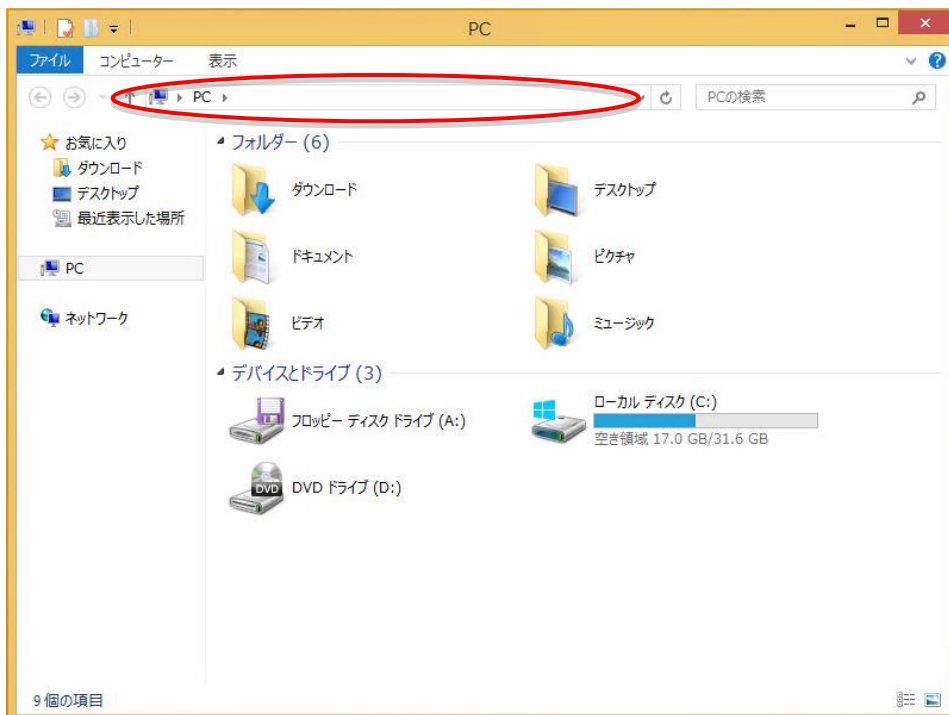 PC
ファイル コンピューター 表示
PC
PCの検索
お気に入り
ダウンロード
デスクトップ
最近表示した場所
PC
ネットワーク
フォルダー (6)
ダウンロード
デスクトップ
ドキュメント
ピクチャ
ビデオ
ミュージック
デバイスとドライブ (3)
フロッピー ディスク ドライブ (A:)
ローカル ディスク (C:)
空き領域 17.0 GB/31.6 GB
DVD
DVD ドライブ (D:)
9 個の項目